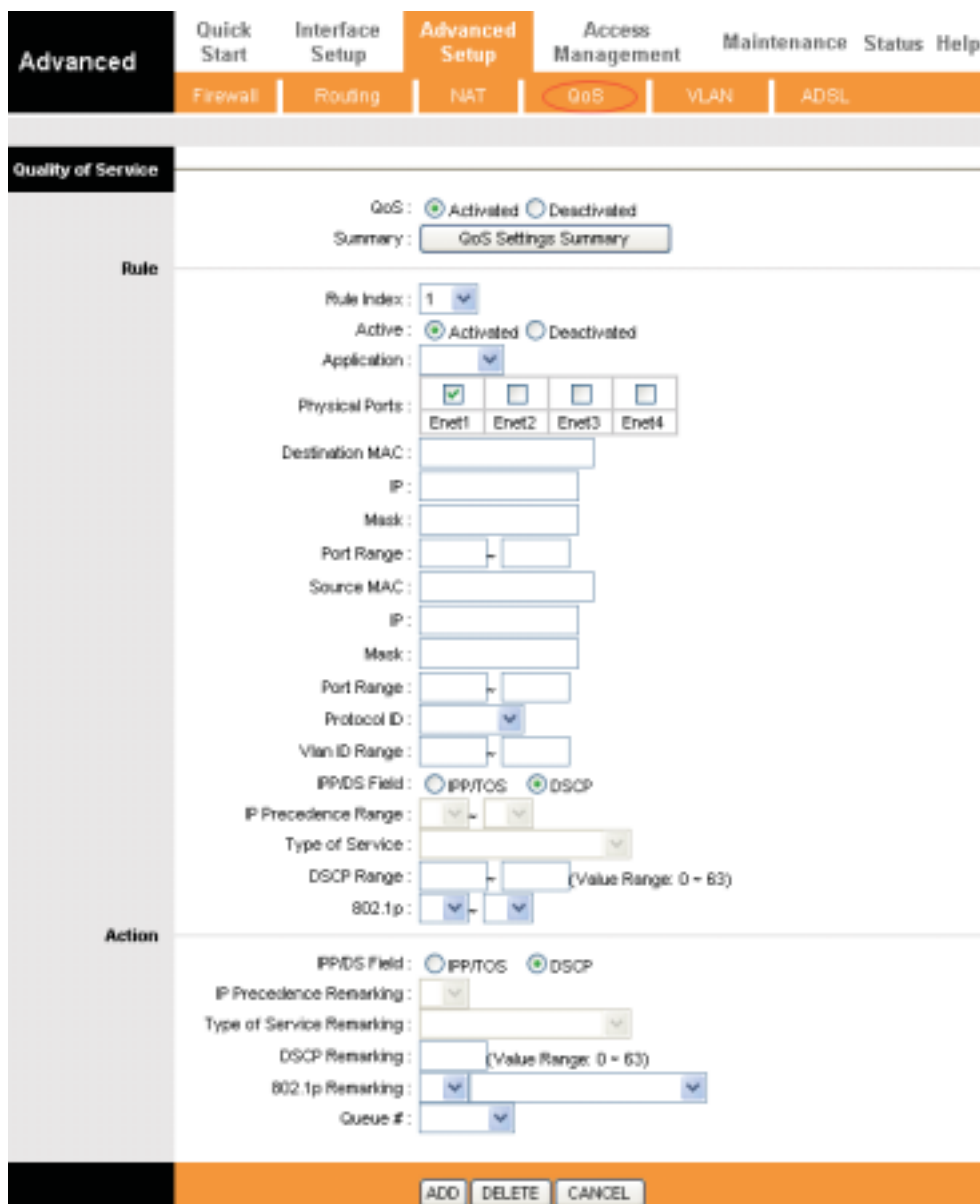 Advanced
Quick Start
Interface Setup
Advanced Setup
Access Management
Maintenance
Status
Help
Firewall
Routing
NAT
QoS
VLAN
ADSL
Quality of Service
QoS : Activated Deactivated
Summary : QoS Settings Summary
Rule
Rule Index : 1
Active : Activated Deactivated
Application :
Physical Ports :
Enet1 Enet2 Enet3 Enet4
Destination MAC :
IP :
Mask :
Port Range : ~
Source MAC :
IP :
Mask :
Port Range : ~
Protocol ID :
Vlan ID Range : ~
IPP/DS Field : IPP/TOS DSCP
IP Precedence Range : ~
Type of Service :
DSCP Range : ~ (Value Range: 0 ~ 63)
802.1p : ~
Action
IPP/DS Field : IPP/TOS DSCP
IP Precedence Remarking :
Type of Service Remarking :
DSCP Remarking : (Value Range: 0 ~ 63)
802.1p Remarking :
Queue # :
ADD DELETE CANCEL